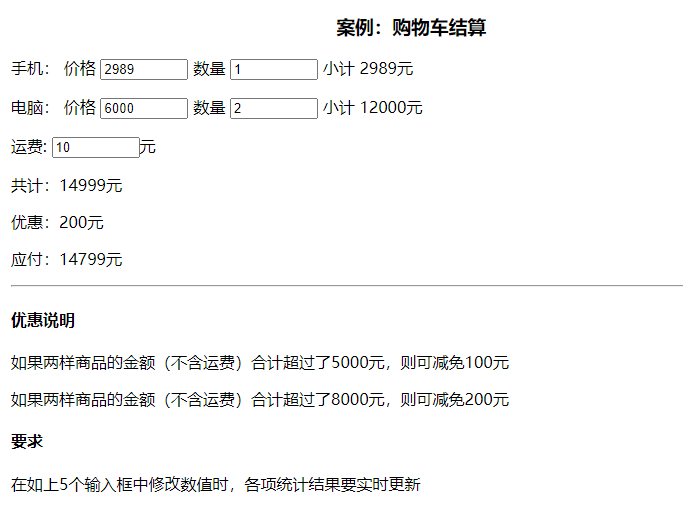 案例：购物车结算
手机： 价格 2989 数量 1 小计 2989元
电脑： 价格 6000 数量 2 小计 12000元
运费: 10元
共计：14999元
优惠：200元
应付：14799元
优惠说明
如果两样商品的金额（不含运费）合计超过了5000元，则可减免100元
如果两样商品的金额（不含运费）合计超过了8000元，则可减免200元
要求
在如上5个输入框中修改数值时，各项统计结果要实时更新